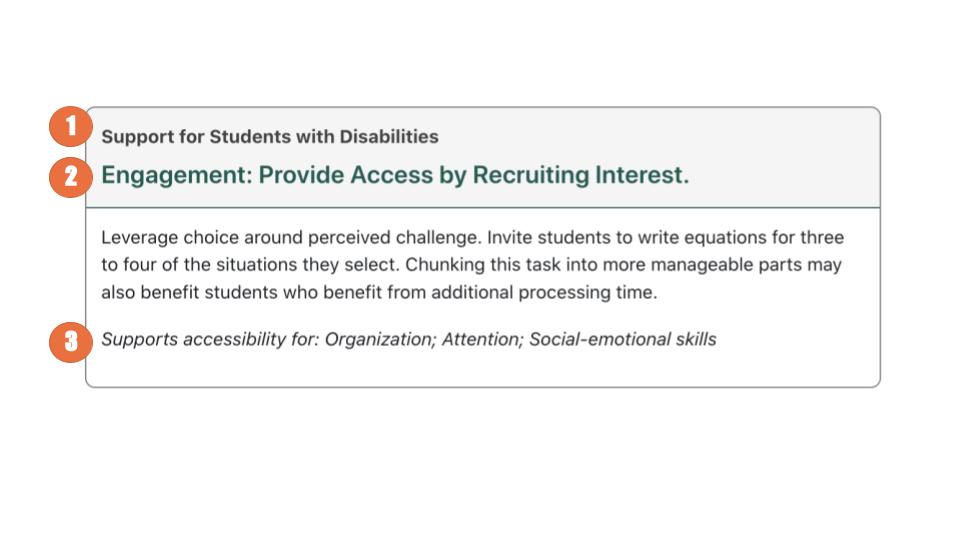 1
Support for Students with Disabilities
2
Engagement: Provide Access by Recruiting Interest.
Leverage choice around perceived challenge. Invite students to write equations for three
to four of the situations they select. Chunking this task into more manageable parts may
also benefit students who benefit from additional processing time.
3
Supports accessibility for: Organization; Attention; Social-emotional skills